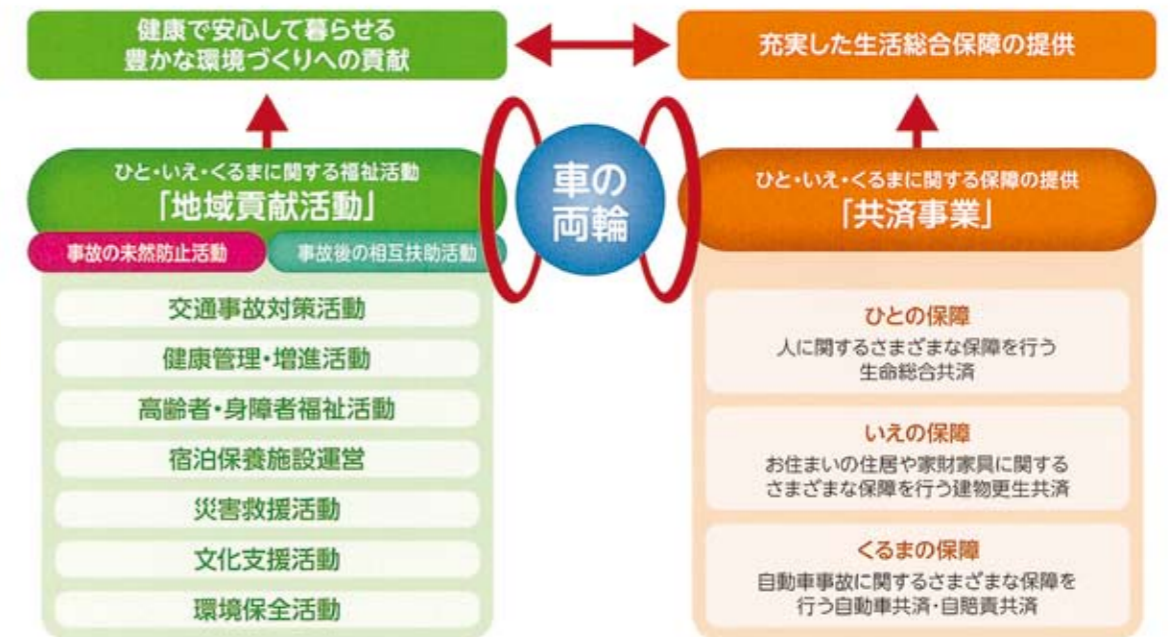 健康で安心して暮らせる
豊かな環境づくりへの貢献
充実した生活総合保障の提供
ひと・いえ・くるまに関する福祉活動
「地域貢献活動」
事故の未然防止活動
事故後の相互扶助活動
交通事故対策活動
健康管理・増進活動
高齢者・身障者福祉活動
宿泊保養施設運営
災害救援活動
文化支援活動
環境保全活動
車の
両輪
ひと・いえ・くるまに関する保障の提供
「共済事業」
ひとの保障
人に関するさまざまな保障を行う
生命総合共済
いえの保障
お住まいの住居や家財家具に関する
さまざまな保障を行う建物更生共済
くるまの保障
自動車事故に関するさまざまな保障を
行う自動車共済・自賠責共済